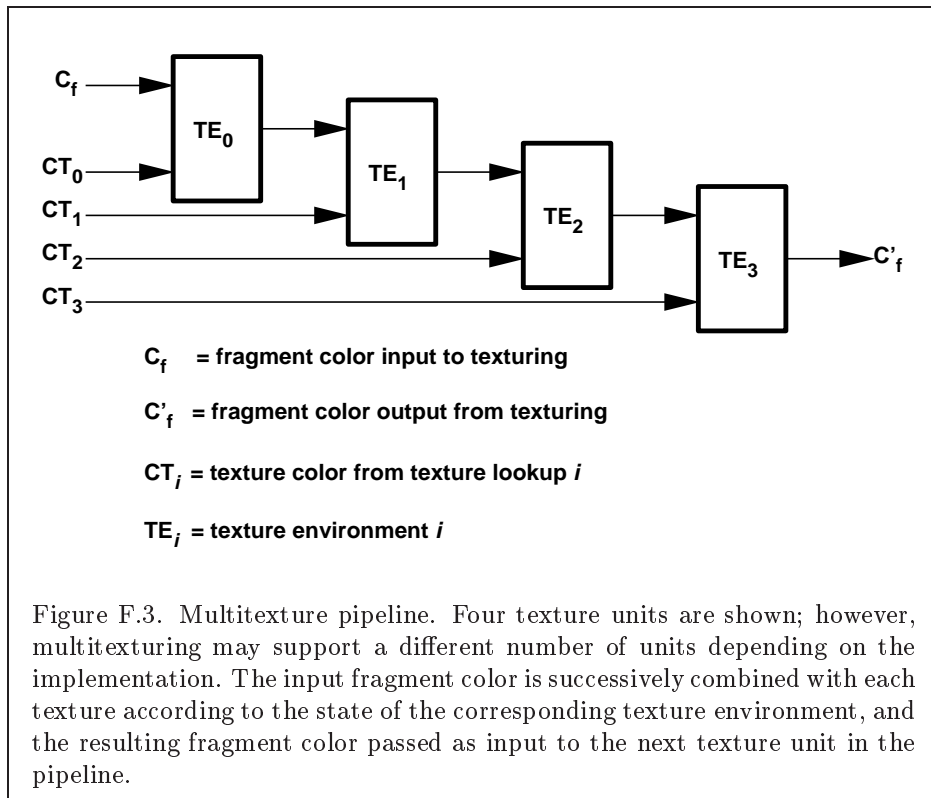 C_f
TE_0
CT_0
TE_1
CT_1
TE_2
CT_2
TE_3
C'_f
CT_3
C_f = fragment color input to texturing
C'_f = fragment color output from texturing
CT_i = texture color from texture lookup i
TE_i = texture environment i
Figure F.3. Multitexture pipeline. Four texture units are shown; however,
multitexturing may support a different number of units depending on the
implementation. The input fragment color is successively combined with each
texture according to the state of the corresponding texture environment, and
the resulting fragment color passed as input to the next texture unit in the
pipeline.